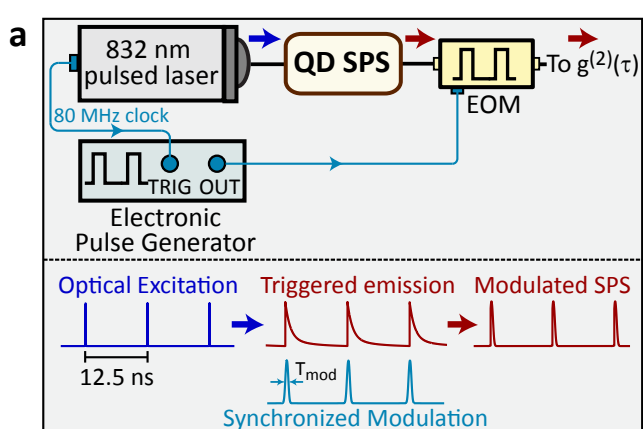 a
832 nm
pulsed laser
QD SPS
EOM
To g(2)(τ)
80 MHz clock
TRIG OUT
Electronic
Pulse Generator
Optical Excitation
Triggered emission
Modulated SPS
12.5 ns
Tmod
Synchronized Modulation